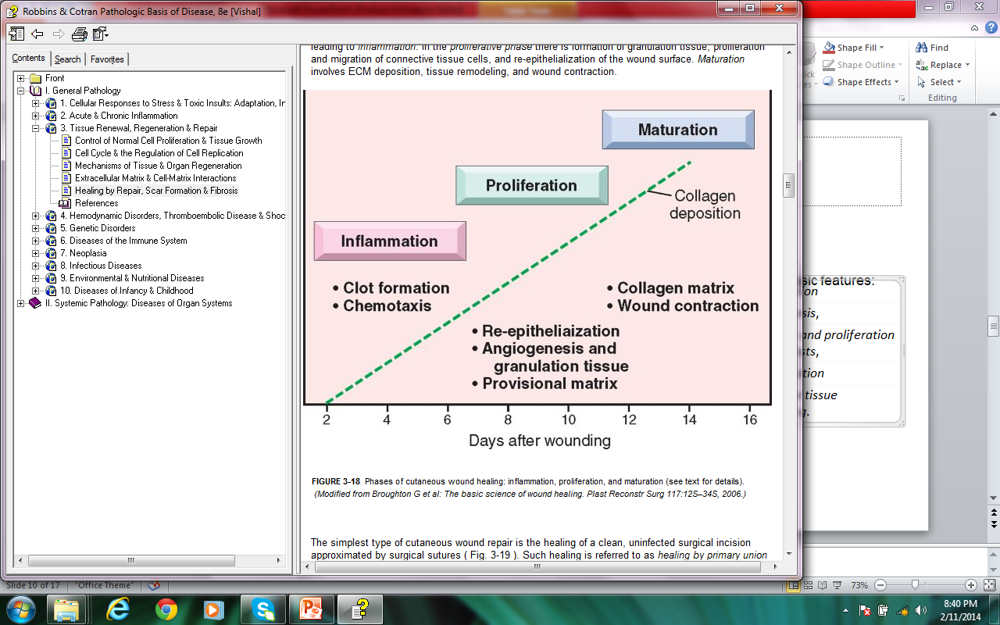 Robbins & Cotran Pathologic Basis of Disease, 8e [Vishal]
Contents
Search
Favorites
Front
I. General Pathology
1. Cellular Responses to Stress & Toxic Insults: Adaptation, Ir
2. Acute & Chronic Inflammation
3. Tissue Renewal, Regeneration & Repair
Control of Normal Cell Proliferation & Tissue Growth
Cell Cycle & the Regulation of Cell Replication
Mechanisms of Tissue & Organ Regeneration
Extracellular Matrix & Cell-Matrix Interactions
Healing by Repair, Scar Formation & Fibrosis
References
4. Hemodynamic Disorders, Thromboembolic Disease & Shoc
5. Genetic Disorders
6. Diseases of the Immune System
7. Neoplasia
8. Infectious Diseases
9. Environmental & Nutritional Diseases
10. Diseases of Infancy & Childhood
II. Systemic Pathology: Diseases of Organ Systems
leading to inflammation. In the proliferative phase there is formation of granulation tissue, proliferation
and migration of connective tissue cells, and re-epithelialization of the wound surface. Maturation
involves ECM deposition, tissue remodeling, and wound contraction.
Maturation
Proliferation
Collagen
deposition
Inflammation
• Clot formation
• Chemotaxis
• Collagen matrix
• Wound contraction
• Re-epitheliaization
• Angiogenesis and
granulation tissue
• Provisional matrix
2 4 6 8 10 12 14 16
Days after wounding
FIGURE 3-18 Phases of cutaneous wound healing: inflammation, proliferation, and maturation (see text for details).
(Modified from Broughton G et al: The basic science of wound healing. Plast Reconstr Surg 117:12S–34S, 2006.)
The simplest type of cutaneous wound repair is the healing of a clean, uninfected surgical incision
approximated by surgical sutures ( Fig. 3-19 ). Such healing is referred to as healing by primary union
Shape Fill
Shape Outline
Shape Effects
Find
Replace
Select
Editing
sic features:
on
sis,
and proliferation
sts,
tion
tissue
g.
Slide 10 of 17
"Office Theme"
73%
8:40 PM
2/11/2014